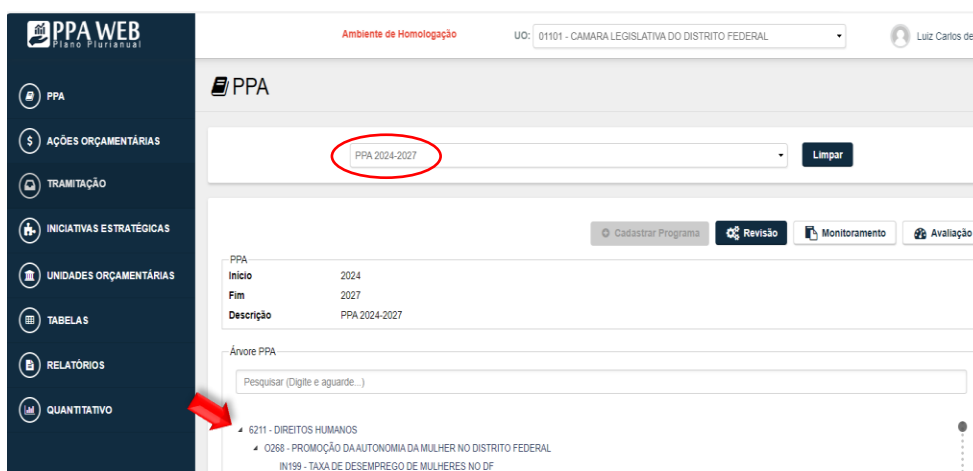 PPA WEB
Plano Plurianual
Ambiente de Homologação
UO: 01101 - CAMARA LEGISLATIVA DO DISTRITO FEDERAL
Luiz Carlos de
PPA
AÇÕES ORÇAMENTÁRIAS
TRAMITAÇÃO
INICIATIVAS ESTRATÉGICAS
UNIDADES ORÇAMENTÁRIAS
TABELAS
RELATÓRIOS
QUANTITATIVO
PPA
PPA 2024-2027
Limpar
Cadastrar Programa
Revisão
Monitoramento
Avaliação
PPA
Início 2024
Fim 2027
Descrição PPA 2024-2027
Árvore PPA
Pesquisar (Digite e aguarde...)
6211 - DIREITOS HUMANOS
O268 - PROMOÇÃO DA AUTONOMIA DA MULHER NO DISTRITO FEDERAL
IN199 - TAXA DE DESEMPREGO DE MULHERES NO DF